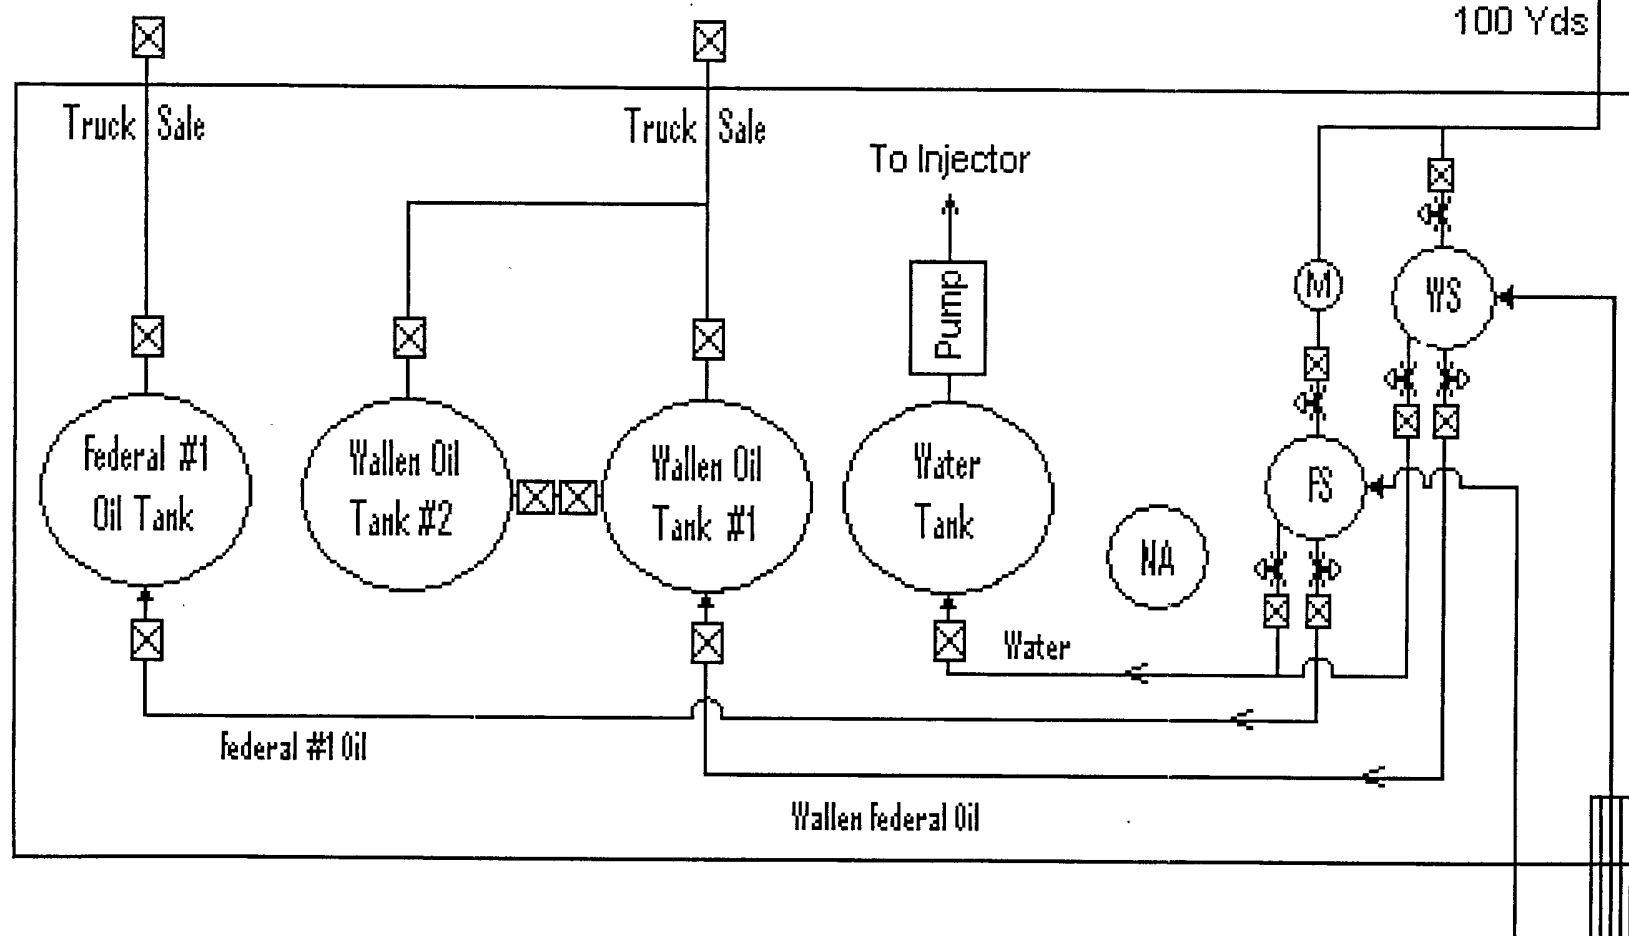 100 Yds
Truck Sale
Truck Sale
To Injector
Pump
M
WS
Federal #1
Oil Tank
Wallen Oil
Tank #2
Wallen Oil
Tank #1
Water
Tank
FS
NA
Water
Federal #1 Oil
Wallen Federal Oil